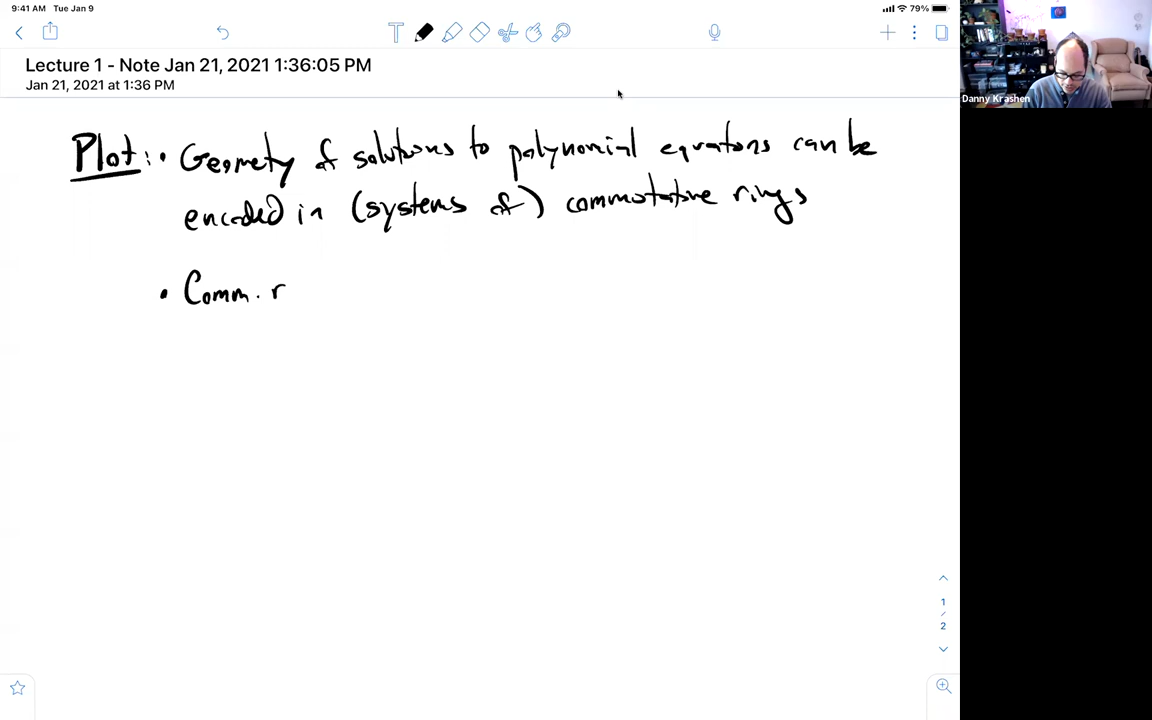 9:41 AM Tue Jan 9
79%
Lecture 1 - Note Jan 21, 2021 1:36:05 PM
Jan 21, 2021 at 1:36 PM
Danny Krashen
Plot: • Geometry of solutions to polynomial equations can be
encoded in (systems of) commutative rings
• Comm. r
1
/
2